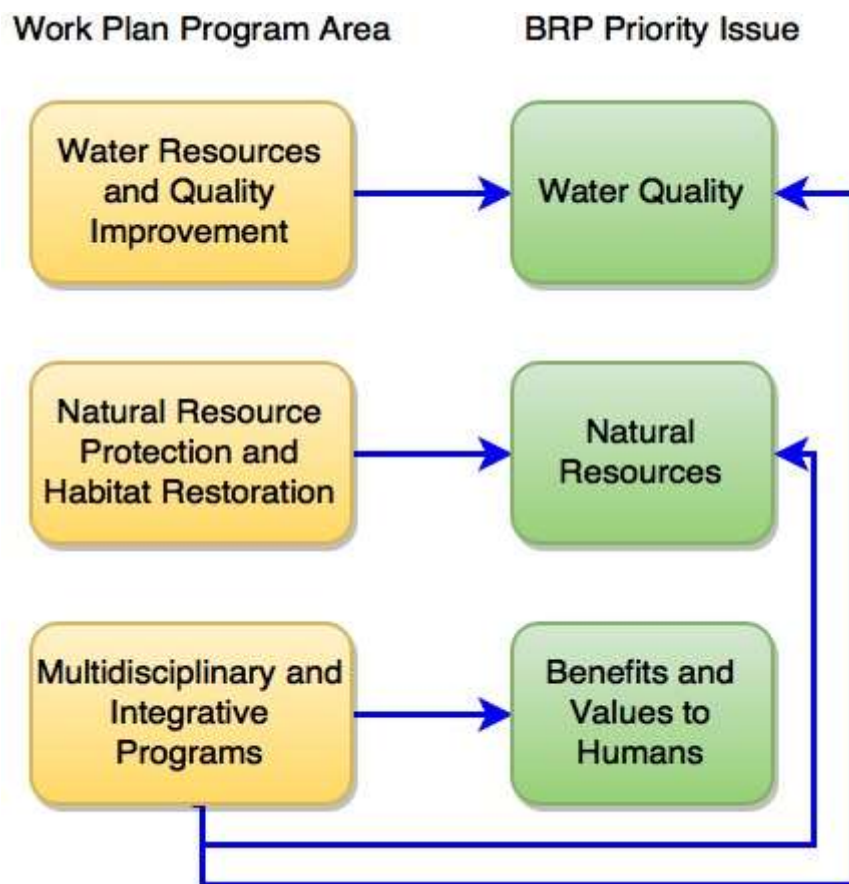 Work Plan Program Area
BRP Priority Issue
Water Resources
and Quality
Improvement
Water Quality
Natural Resource
Protection and
Habitat Restoration
Natural
Resources
Multidisciplinary and
Integrative
Programs
Benefits and
Values to
Humans